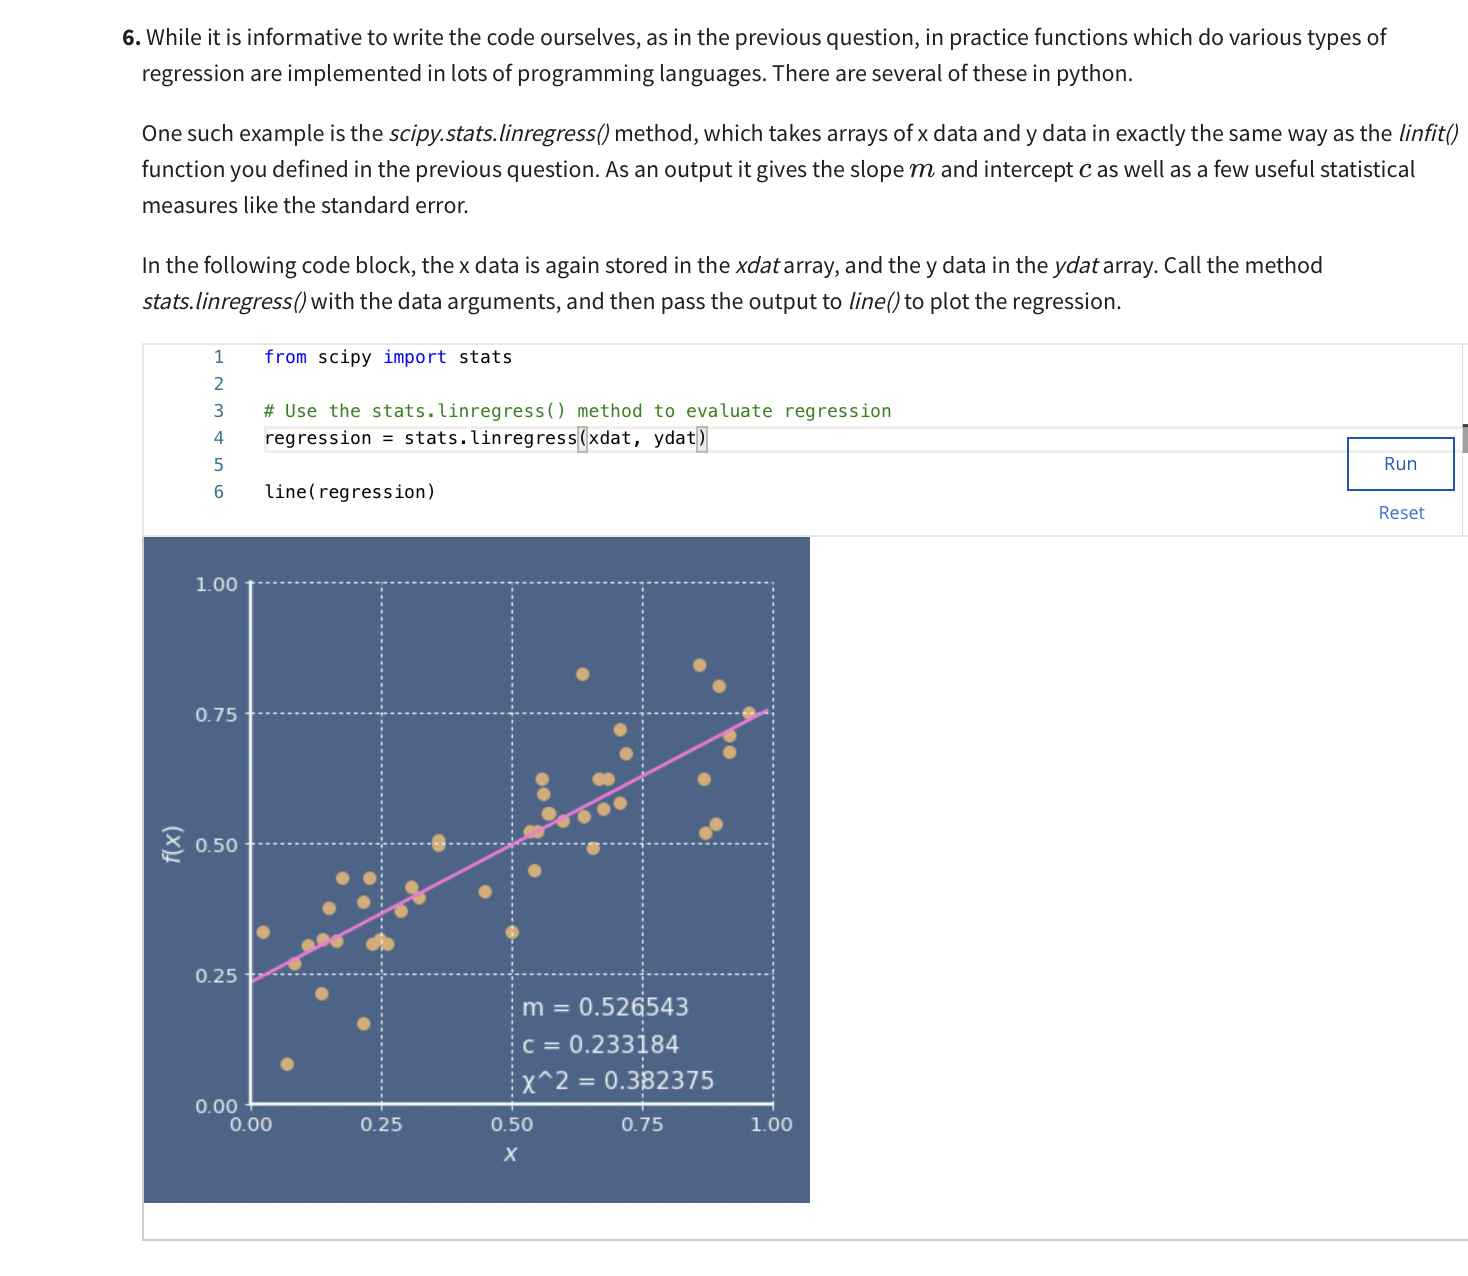 6. While it is informative to write the code ourselves, as in the previous question, in practice functions which do various types of
regression are implemented in lots of programming languages. There are several of these in python.
One such example is the scipy.stats.linregress() method, which takes arrays of x data and y data in exactly the same way as the linfit()
function you defined in the previous question. As an output it gives the slope m and intercept c as well as a few useful statistical
measures like the standard error.
In the following code block, the x data is again stored in the xdat array, and the y data in the ydat array. Call the method
stats.linregress() with the data arguments, and then pass the output to line() to plot the regression.
1 from scipy import stats
2
3 # Use the stats.linregress() method to evaluate regression
4 regression = stats.linregress(xdat, ydat)
5
6 line(regression)
Run
Reset
1.00
0.75
f(x)
0.50
0.25
m = 0.526543
c = 0.233184
χ^2 = 0.382375
0.00
0.00 0.25 0.50 0.75 1.00
x